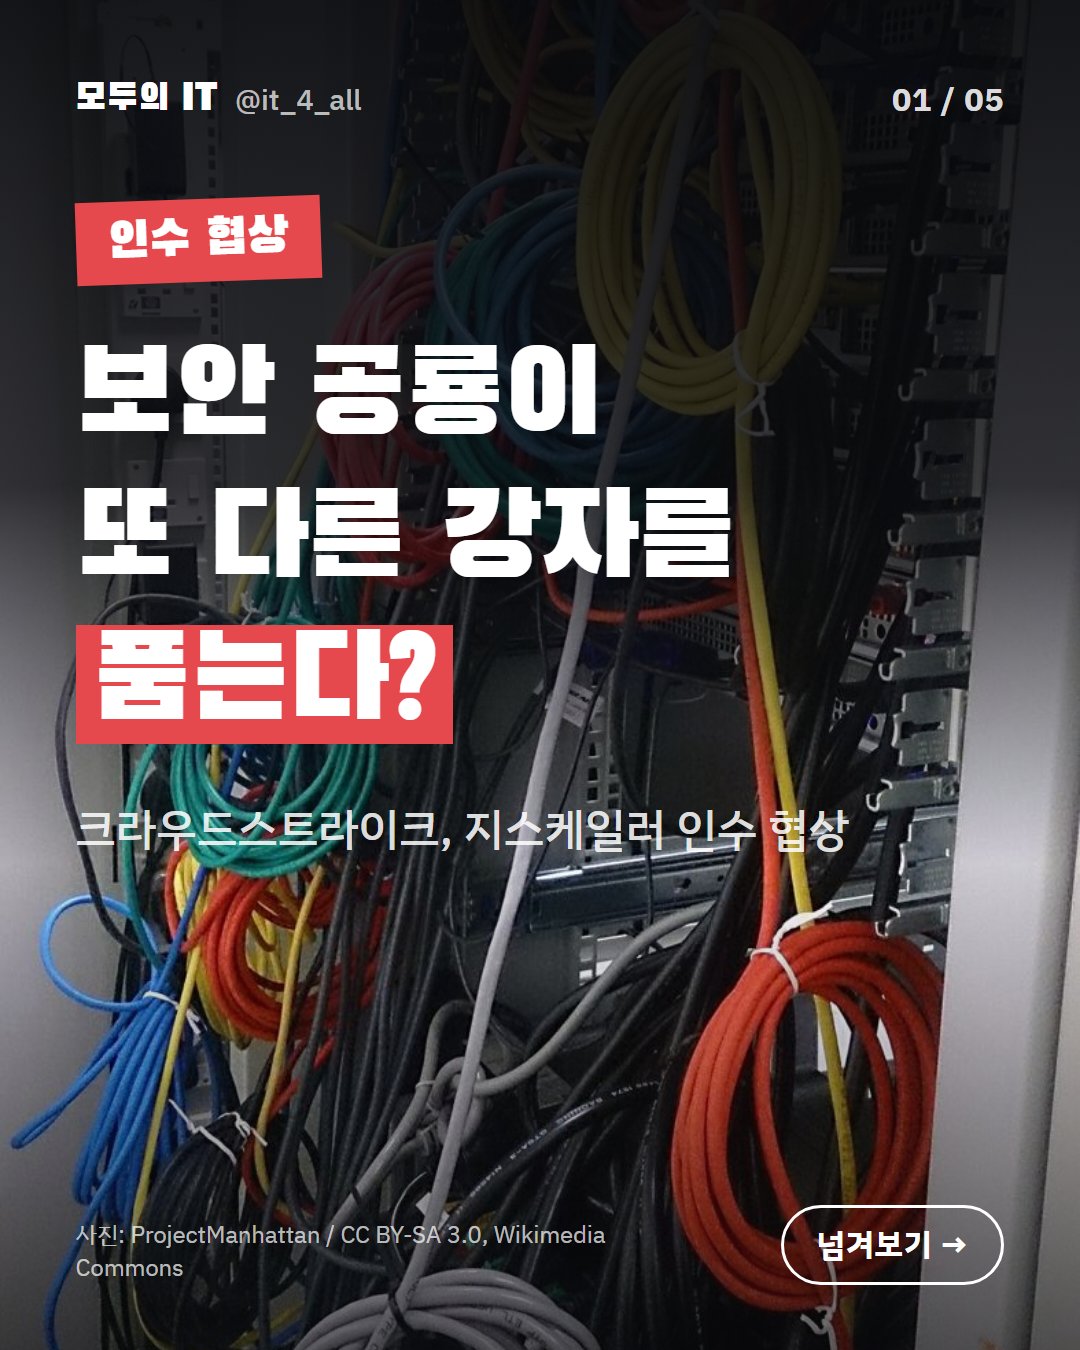 모두의 IT @it_4_all
01 / 05
인수 협상
보안 공룡이
또 다른 강자를
품는다?
크라우드스트라이크, 지스케일러 인수 협상
사진: ProjectManhattan / CC BY-SA 3.0, Wikimedia
Commons
넘겨보기 →